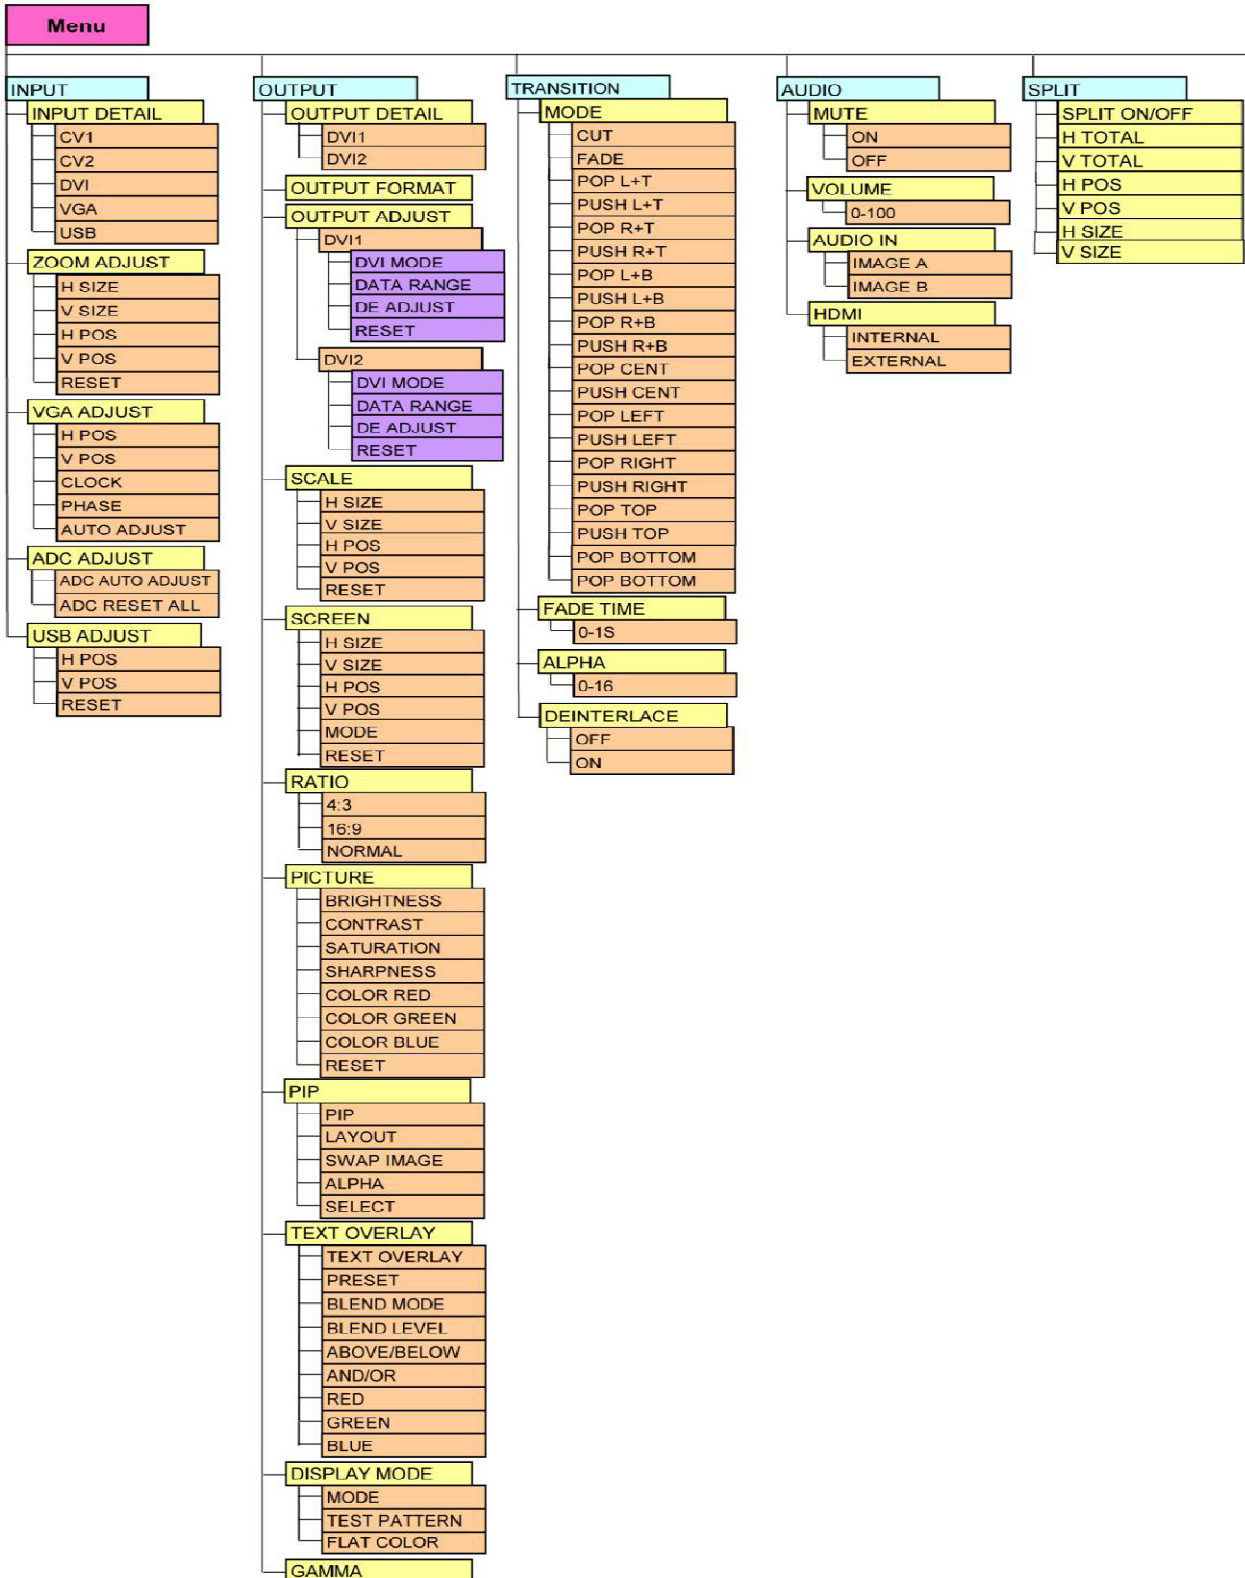 Menu
INPUT
INPUT DETAIL
CV1
CV2
DVI
VGA
USB
ZOOM ADJUST
H SIZE
V SIZE
H POS
V POS
RESET
VGA ADJUST
H POS
V POS
CLOCK
PHASE
AUTO ADJUST
ADC ADJUST
ADC AUTO ADJUST
ADC RESET ALL
USB ADJUST
H POS
V POS
RESET
OUTPUT
OUTPUT DETAIL
DVI1
DVI2
OUTPUT FORMAT
OUTPUT ADJUST
DVI1
DVI MODE
DATA RANGE
DE ADJUST
RESET
DVI2
DVI MODE
DATA RANGE
DE ADJUST
RESET
SCALE
H SIZE
V SIZE
H POS
V POS
RESET
SCREEN
H SIZE
V SIZE
H POS
V POS
MODE
RESET
RATIO
4:3
16:9
NORMAL
PICTURE
BRIGHTNESS
CONTRAST
SATURATION
SHARPNESS
COLOR RED
COLOR GREEN
COLOR BLUE
RESET
PIP
PIP
LAYOUT
SWAP IMAGE
ALPHA
SELECT
TEXT OVERLAY
TEXT OVERLAY
PRESET
BLEND MODE
BLEND LEVEL
ABOVE/BELOW
AND/OR
RED
GREEN
BLUE
DISPLAY MODE
MODE
TEST PATTERN
FLAT COLOR
GAMMA
TRANSITION
MODE
CUT
FADE
POP L+T
PUSH L+T
POP R+T
PUSH R+T
POP L+B
PUSH L+B
POP R+B
PUSH R+B
POP CENT
PUSH CENT
POP LEFT
PUSH LEFT
POP RIGHT
PUSH RIGHT
POP TOP
PUSH TOP
POP BOTTOM
POP BOTTOM
FADE TIME
0-1S
ALPHA
0-16
DEINTERLACE
OFF
ON
AUDIO
MUTE
ON
OFF
VOLUME
0-100
AUDIO IN
IMAGE A
IMAGE B
HDMI
INTERNAL
EXTERNAL
SPLIT
SPLIT ON/OFF
H TOTAL
V TOTAL
H POS
V POS
H SIZE
V SIZE